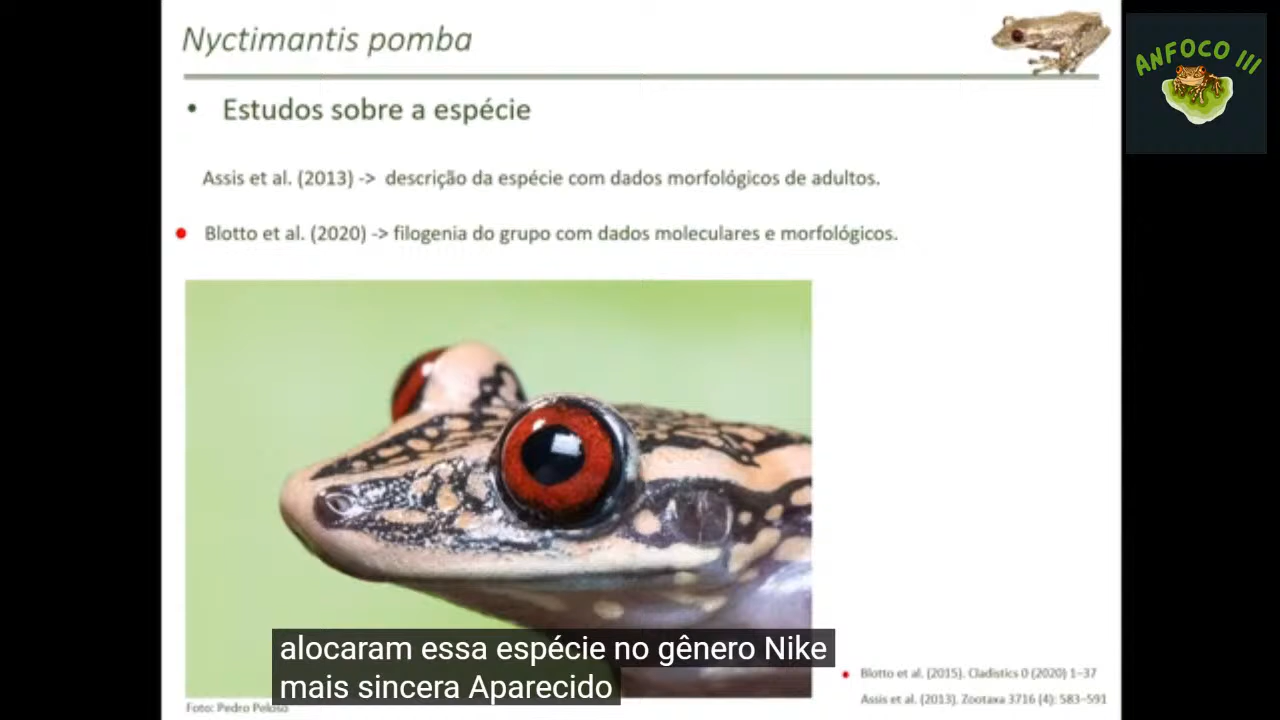 Nyctimantis pomba
ANFOCO III
• Estudos sobre a espécie
Assis et al. (2013) -> descrição da espécie com dados morfológicos de adultos.
Blotto et al. (2020) -> filogenia do grupo com dados moleculares e morfológicos.
alocaram essa espécie no gênero Nike
mais sincera Aparecido
Blotto et al. (2015). Cladistics 0 (2020) 1–37
Assis et al. (2013). Zootaxa 3716 (4): 583–591
Foto: Pedro Peloso